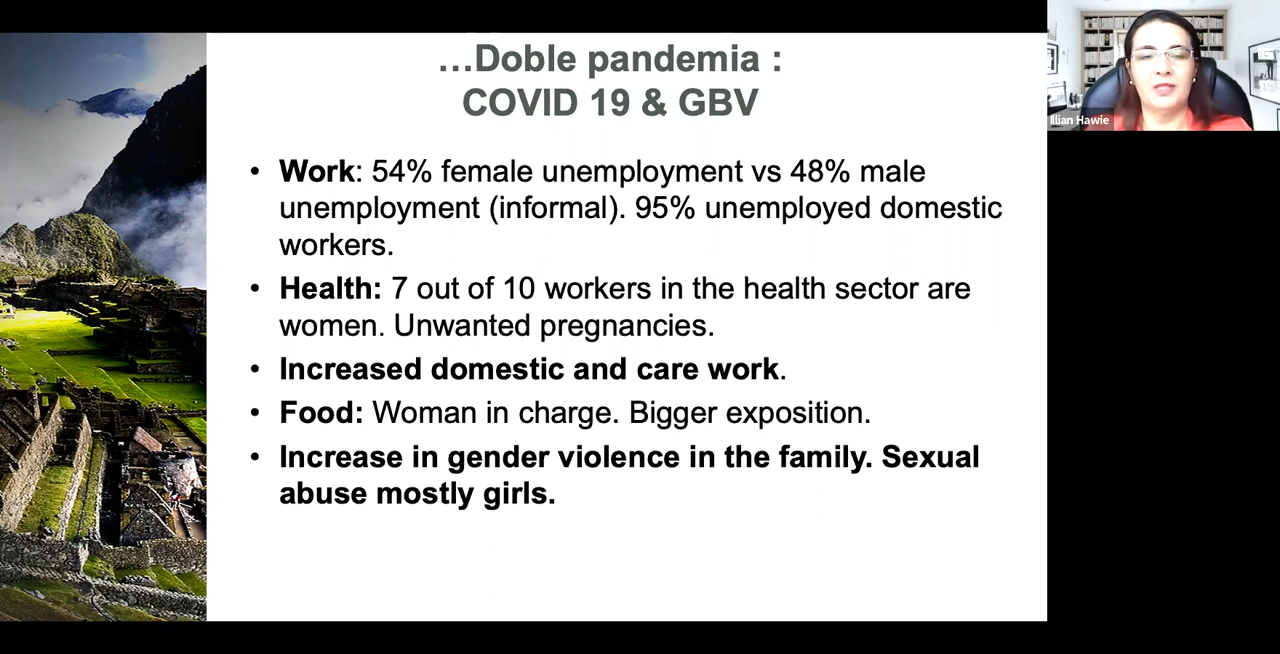 ...Doble pandemia :
COVID 19 & GBV
• Work: 54% female unemployment vs 48% male
unemployment (informal). 95% unemployed domestic
workers.
• Health: 7 out of 10 workers in the health sector are
women. Unwanted pregnancies.
• Increased domestic and care work.
• Food: Woman in charge. Bigger exposition.
• Increase in gender violence in the family. Sexual
abuse mostly girls.
llian Hawie